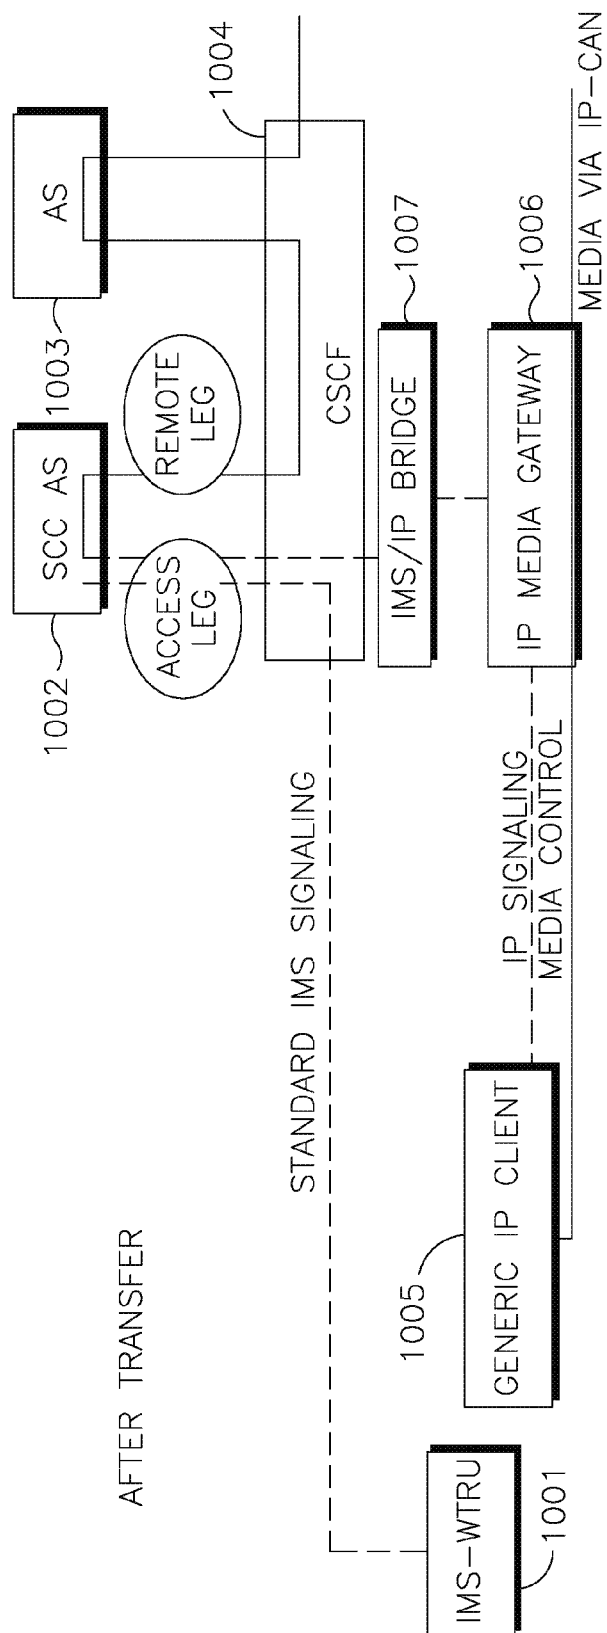 AFTER TRANSFER
1002
SCC AS
1003
AS
ACCESS
LEG
REMOTE
LEG
1004
CSCF
STANDARD IMS SIGNALING
IMS/IP BRIDGE
1007
IMS-WTRU
1001
1005
GENERIC IP CLIENT
IP SIGNALING
MEDIA CONTROL
IP MEDIA GATEWAY
1006
MEDIA VIA IP-CAN